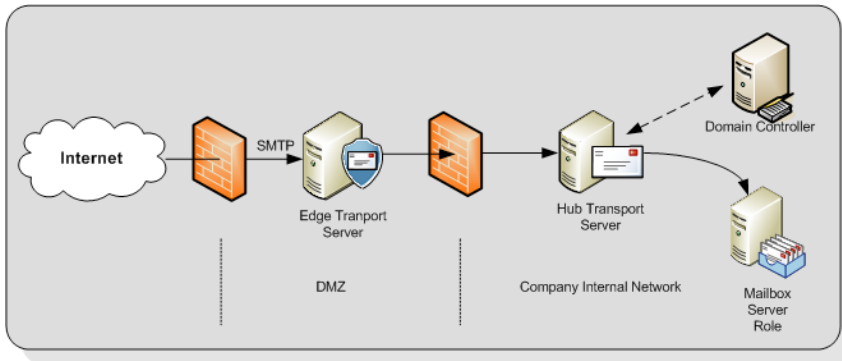 Internet
SMTP
Edge Tranport
Server
Hub Transport
Server
Domain Controller
DMZ
Company Internal Network
Mailbox
Server
Role